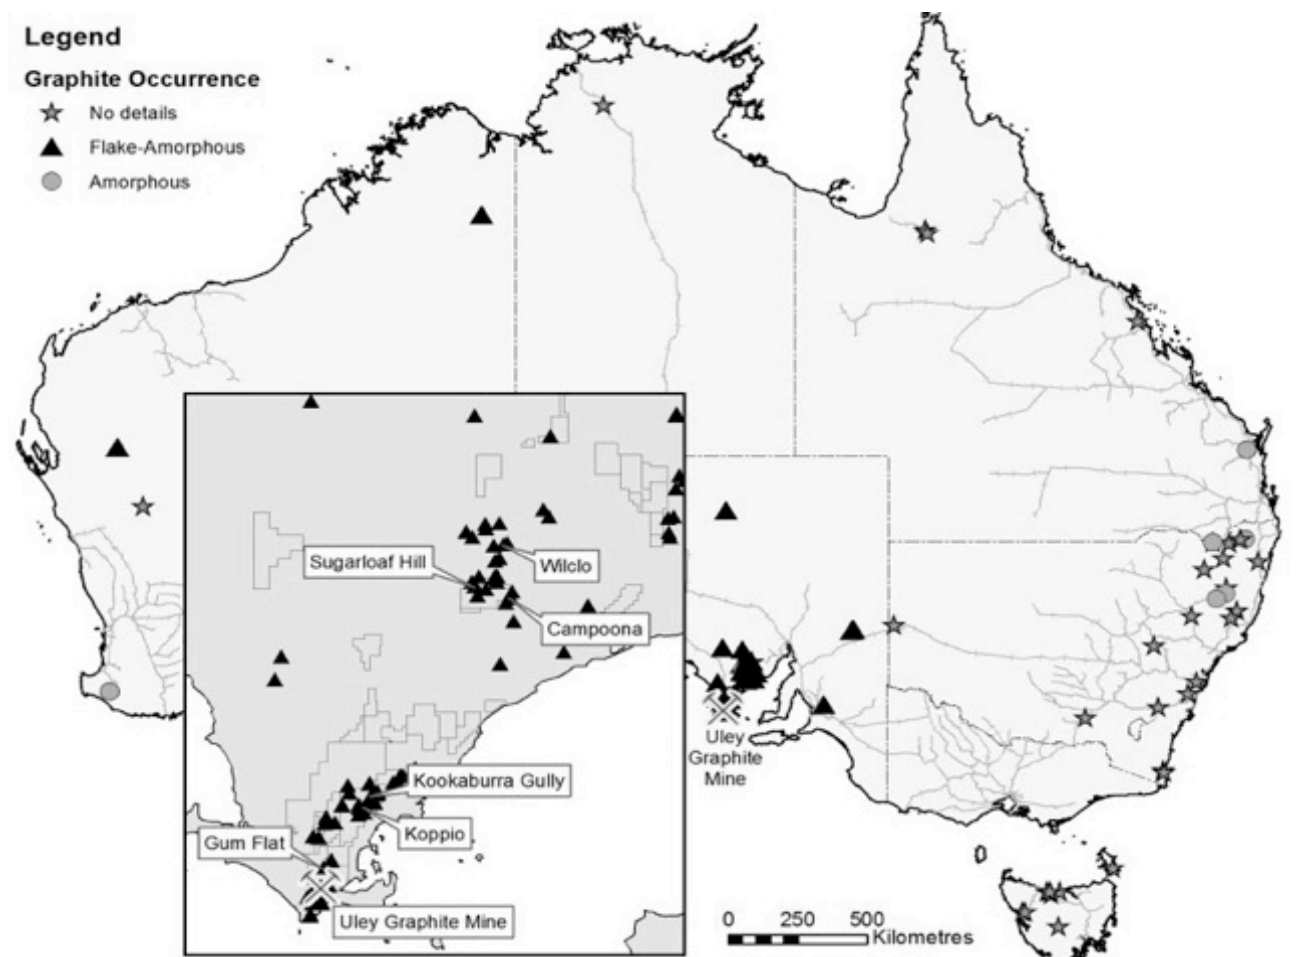 Legend
Graphite Occurrence
No details
Flake-Amorphous
Amorphous
Sugarloaf Hill
Wilclo
Campoona
Kookaburra Gully
Koppio
Gum Flat
Uley Graphite Mine
Uley
Graphite
Mine
0 250 500
Kilometres